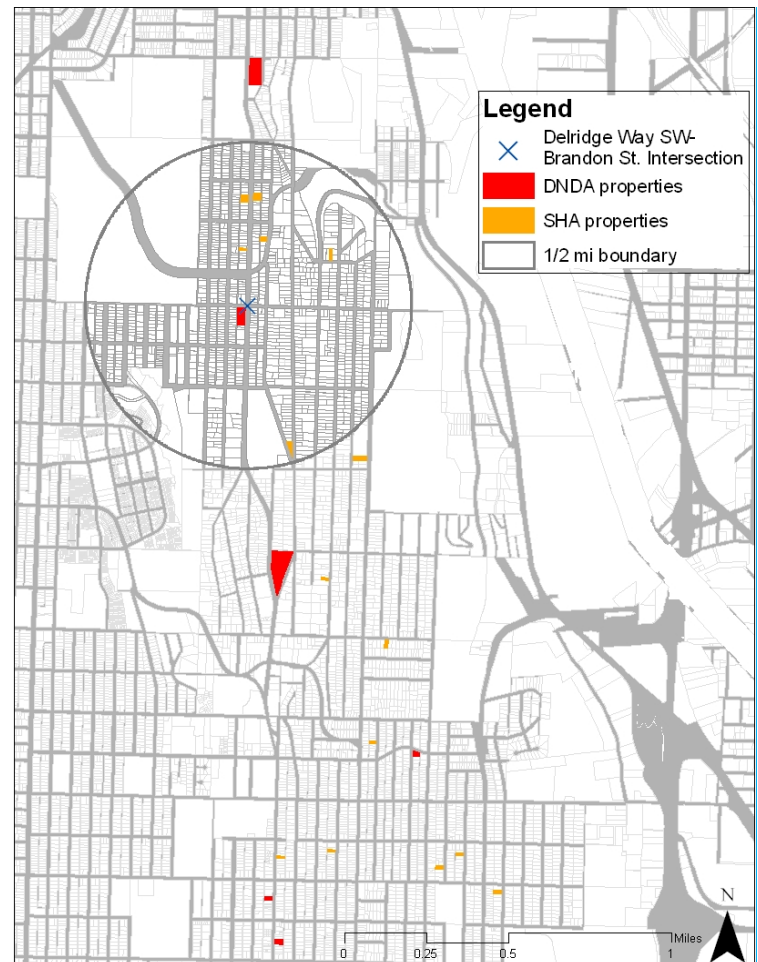 Legend
Delridge Way SW-
Brandon St. Intersection
DNDA properties
SHA properties
1/2 mi boundary
N
Miles
0 0.25 0.5 1